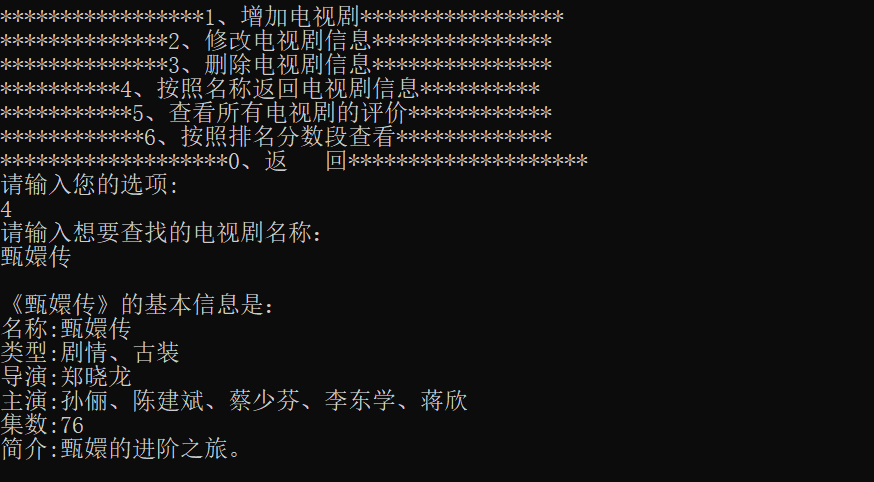 *****************1、增加电视剧*****************
**************2、修改电视剧信息***************
**************3、删除电视剧信息***************
**********4、按照名称返回电视剧信息**********
***********5、查看所有电视剧的评价************
************6、按照排名分数段查看*************
*******************0、返   回********************
请输入您的选项:
4
请输入想要查找的电视剧名称:
甄嬛传
《甄嬛传》的基本信息是:
名称:甄嬛传
类型:剧情、古装
导演:郑晓龙
主演:孙俪、陈建斌、蔡少芬、李东学、蒋欣
集数:76
简介:甄嬛的进阶之旅。